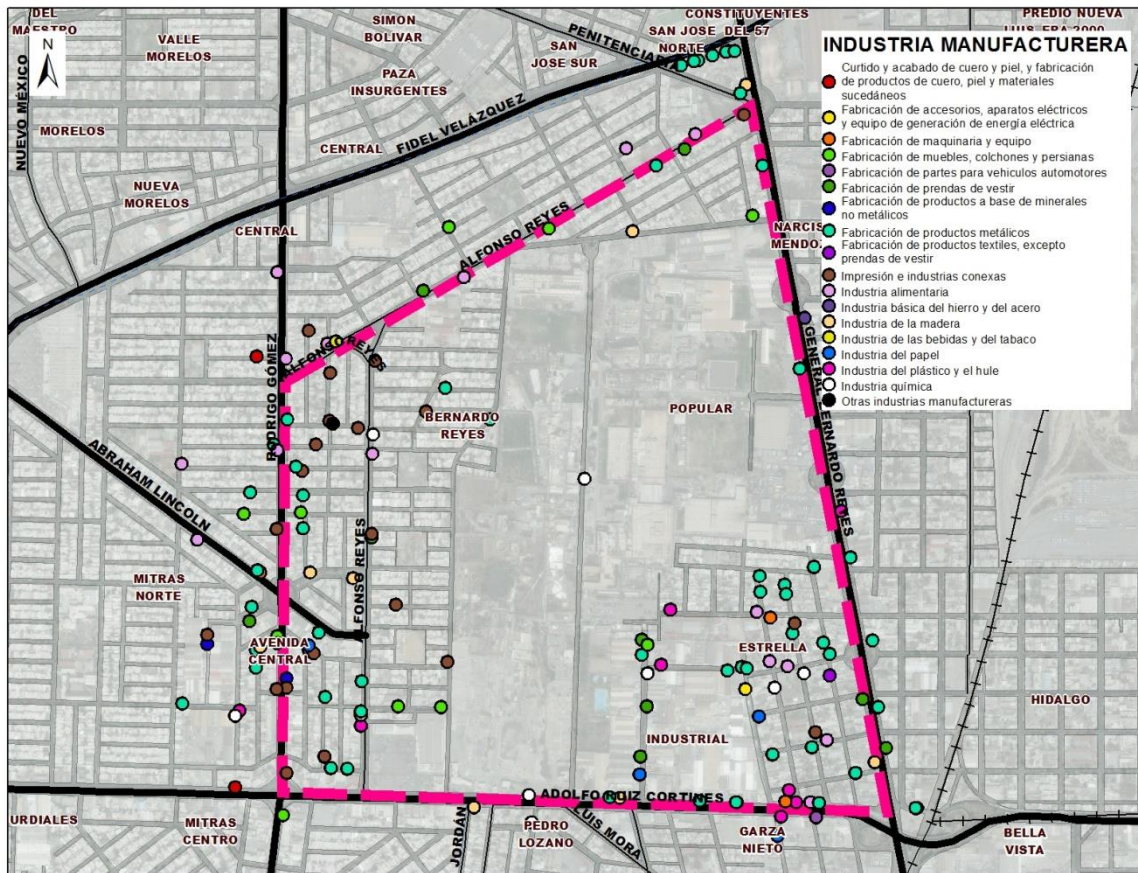 DEL
MAESTRO
VALLE
MORELOS
SIMON
BOLIVAR
CONSTITUYENTES
SAN JOSE DEL 57
NORTE
PREDIO NUEVA
N
PENITENCIARIA
SAN
JOSE SUR
PAZA
INSURGENTES
NUEVO MÉXICO
MORELOS
FIDEL VELÁZQUEZ
CENTRAL
NUEVA
MORELOS
CENTRAL
ALFONSO REYES
INDUSTRIA MANUFACTURERA
Curtido y acabado de cuero y piel, y fabricación
de productos de cuero, piel y materiales
sucedáneos
Fabricación de accesorios, aparatos eléctricos
y equipo de generación de energía eléctrica
Fabricación de maquinaria y equipo
Fabricación de muebles, colchones y persianas
Fabricación de partes para vehiculos automotores
Fabricación de prendas de vestir
Fabricación de productos a base de minerales
no metálicos
Fabricación de productos metálicos
Fabricación de productos textiles, excepto
prendas de vestir
Impresión e industrias conexas
Industria alimentaria
Industria básica del hierro y del acero
Industria de la madera
Industria de las bebidas y del tabaco
Industria del papel
Industria del plástico y el hule
Industria química
Otras industrias manufactureras
RODRIGO GÓMEZ
ALFONSO REYES
BERNARDO
REYES
POPULAR
GENERAL BERNARDO REYES
ABRAHAM LINCOLN
MITRAS
NORTE
AVENIDA
CENTRAL
ESTRELLA
INDUSTRIAL
HIDALGO
ADOLFO RUIZ CORTINES
URDIALES
MITRAS
CENTRO
JORDÁN
PEDRO
LOZANO
LUIS MORA
GARZA
NIETO
BELLA
VISTA